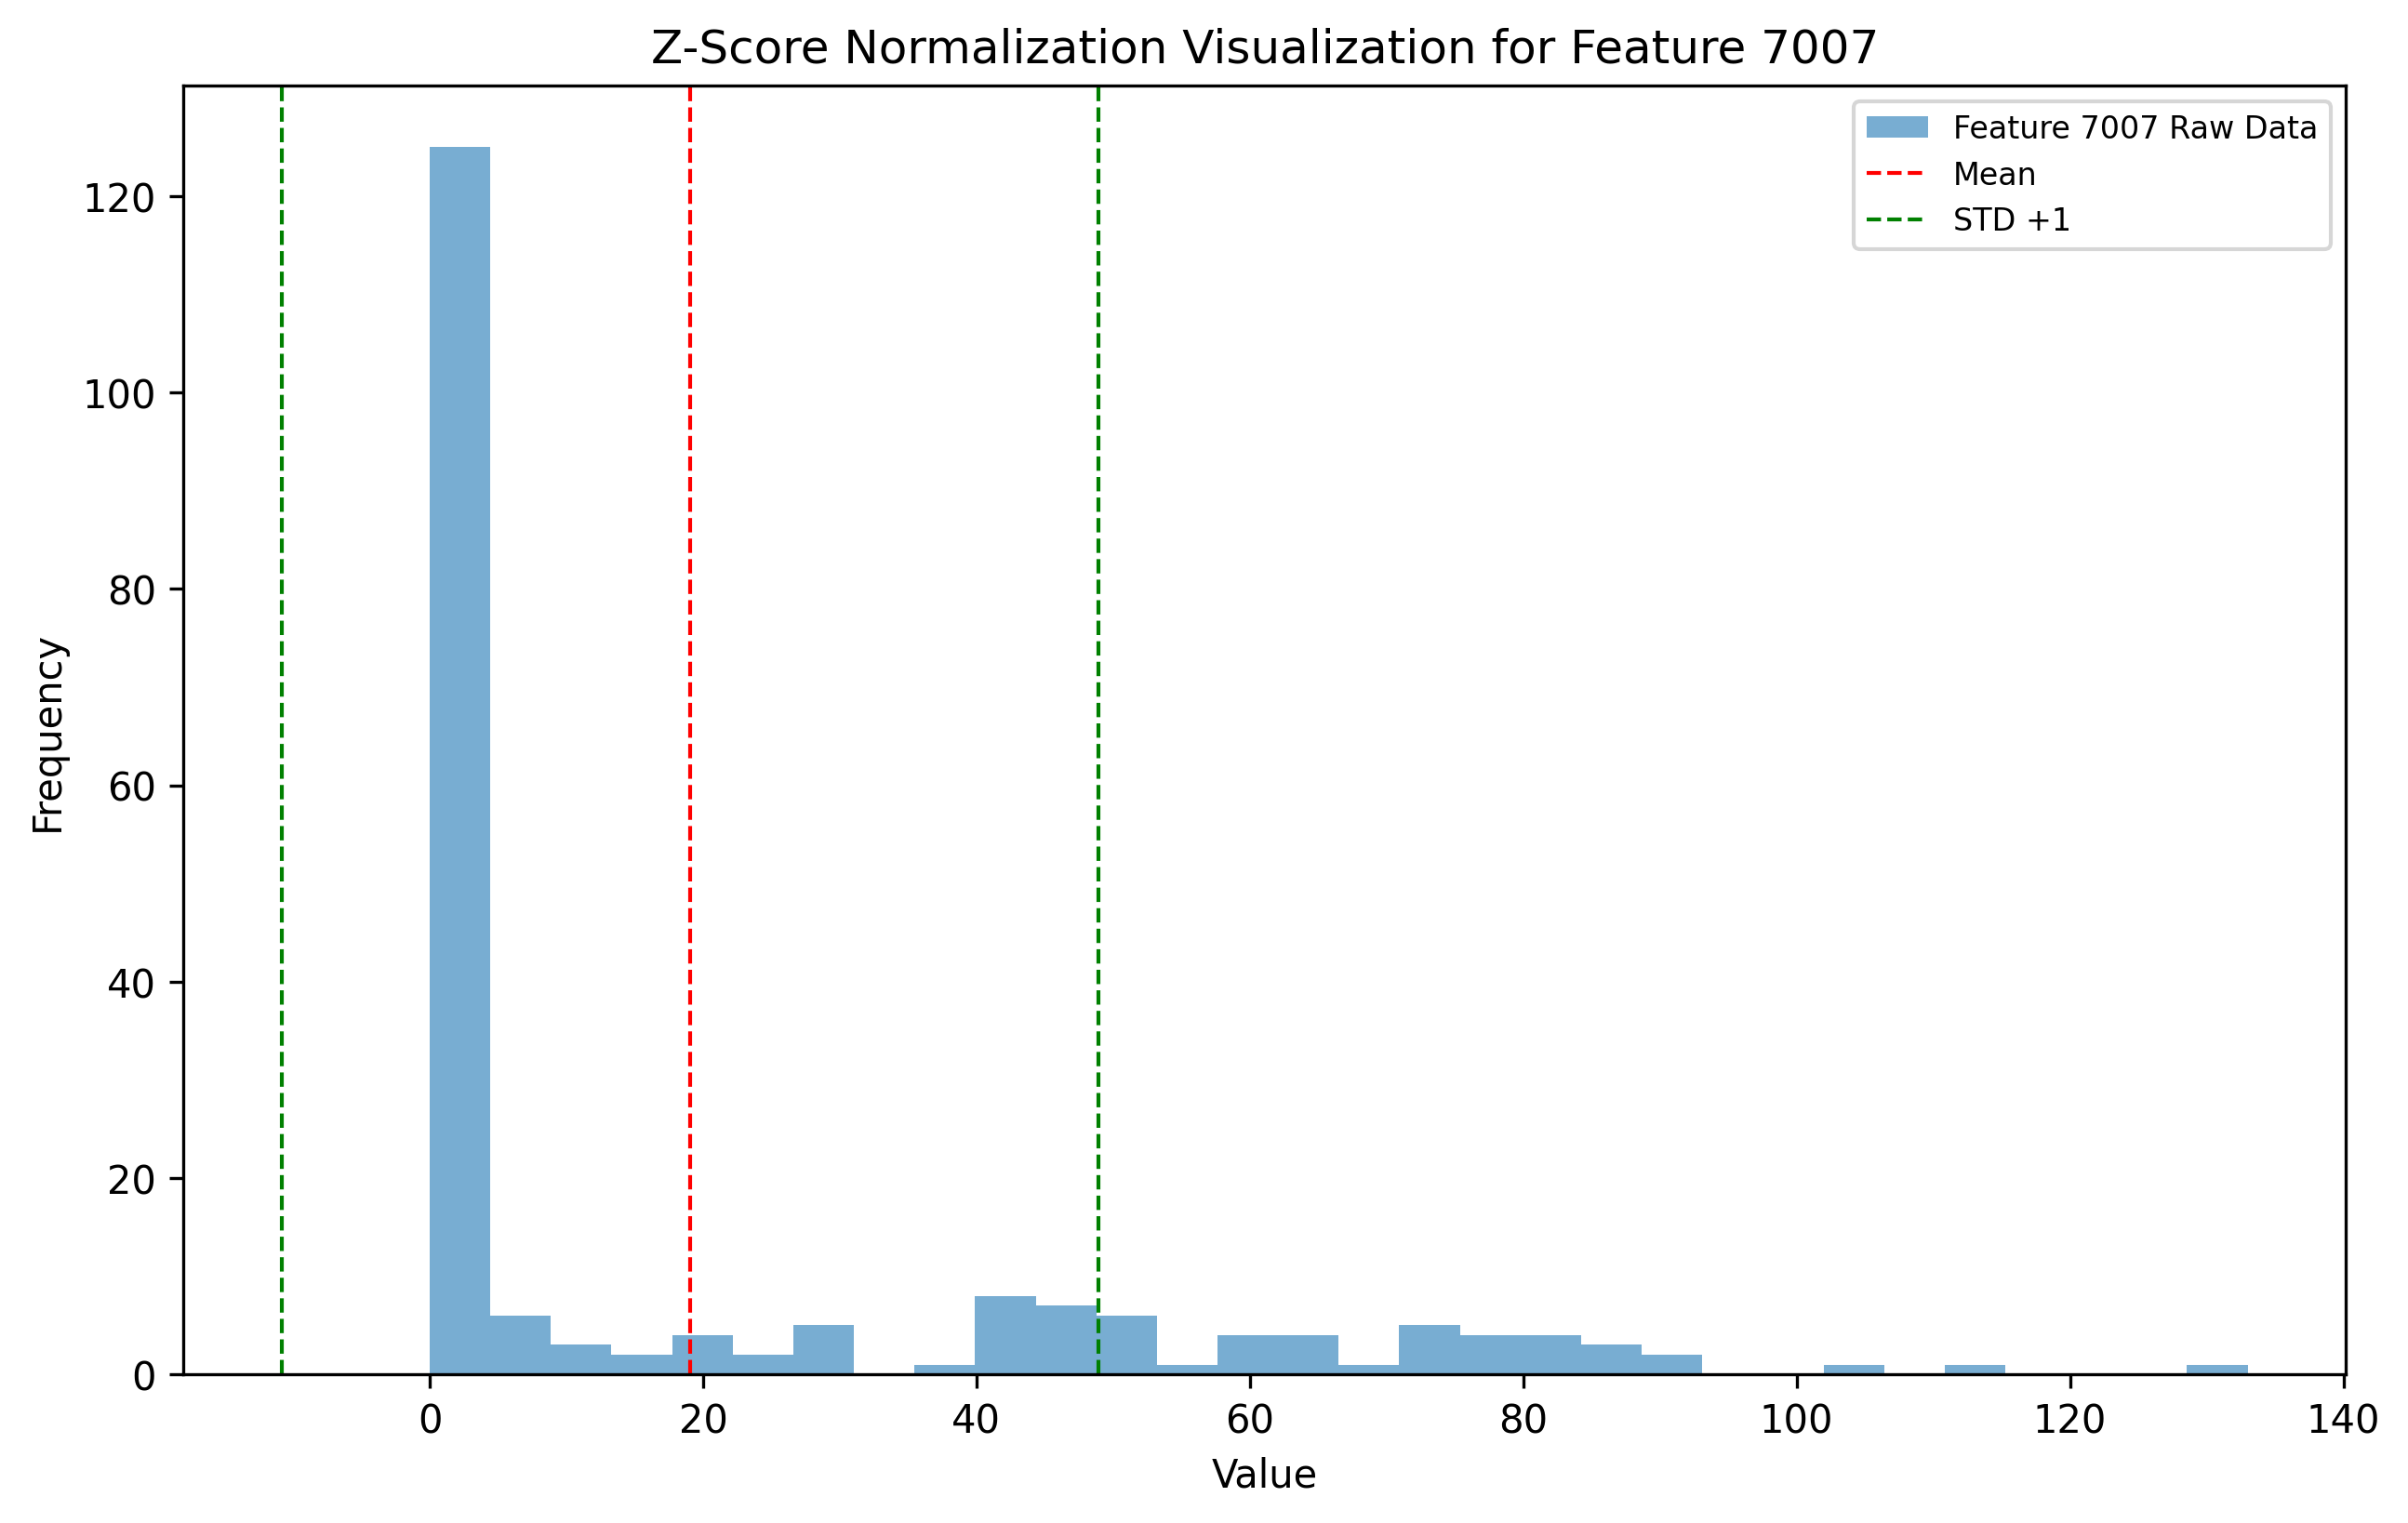 Z-Score Normalization Visualization for Feature 7007
Feature 7007 Raw Data
Mean
STD +1
120
100
80
60
40
20
0
Frequency
0 20 40 60 80 100 120 140
Value